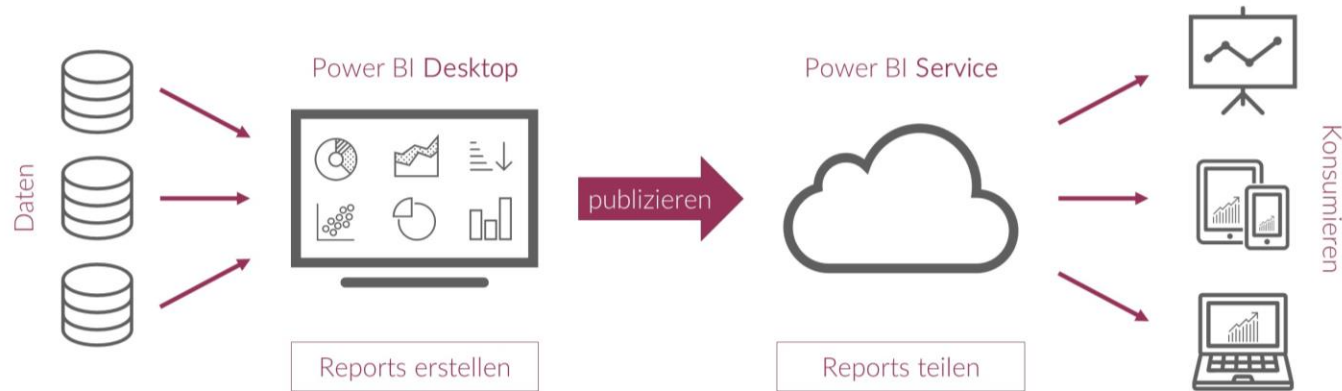 Daten
Power BI Desktop
Reports erstellen
publizieren
Power BI Service
Reports teilen
Konsumieren